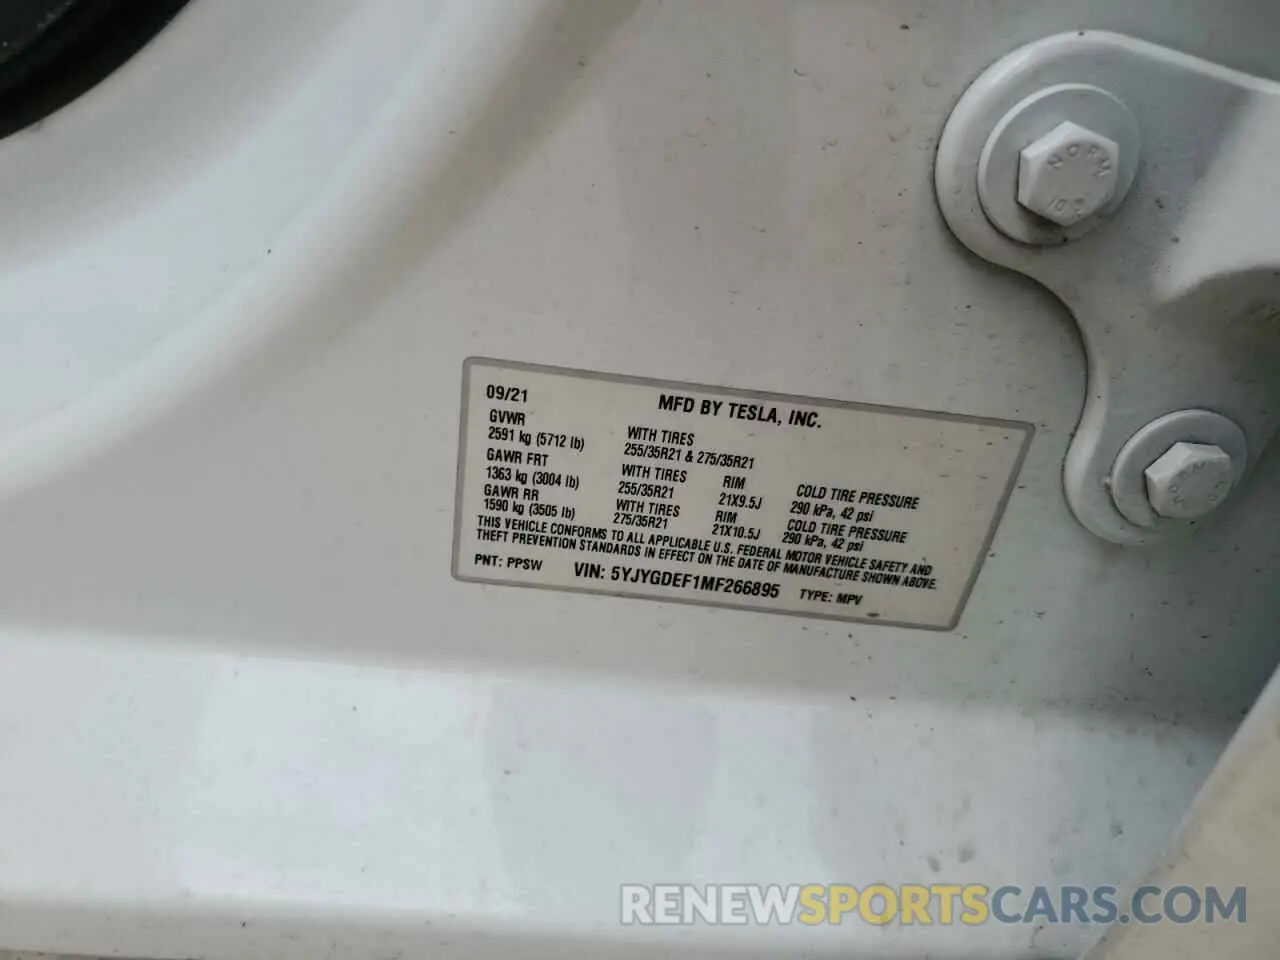 09/21 MFD BY TESLA, INC.
GVWR
2591 kg (5712 lb) WITH TIRES
255/35R21 & 275/35R21
GAWR FRT WITH TIRES RIM COLD TIRE PRESSURE
1363 kg (3004 lb) 255/35R21 21X9.5J 290 kPa, 42 psi
GAWR RR WITH TIRES RIM COLD TIRE PRESSURE
1590 kg (3505 lb) 275/35R21 21X10.5J 290 kPa, 42 psi
THIS VEHICLE CONFORMS TO ALL APPLICABLE U.S. FEDERAL MOTOR VEHICLE SAFETY AND
THEFT PREVENTION STANDARDS IN EFFECT ON THE DATE OF MANUFACTURE SHOWN ABOVE.
PNT: PPSW VIN: 5YJYGDEF1MF266895 TYPE: MPV
RENEWSPORTSCARS.COM